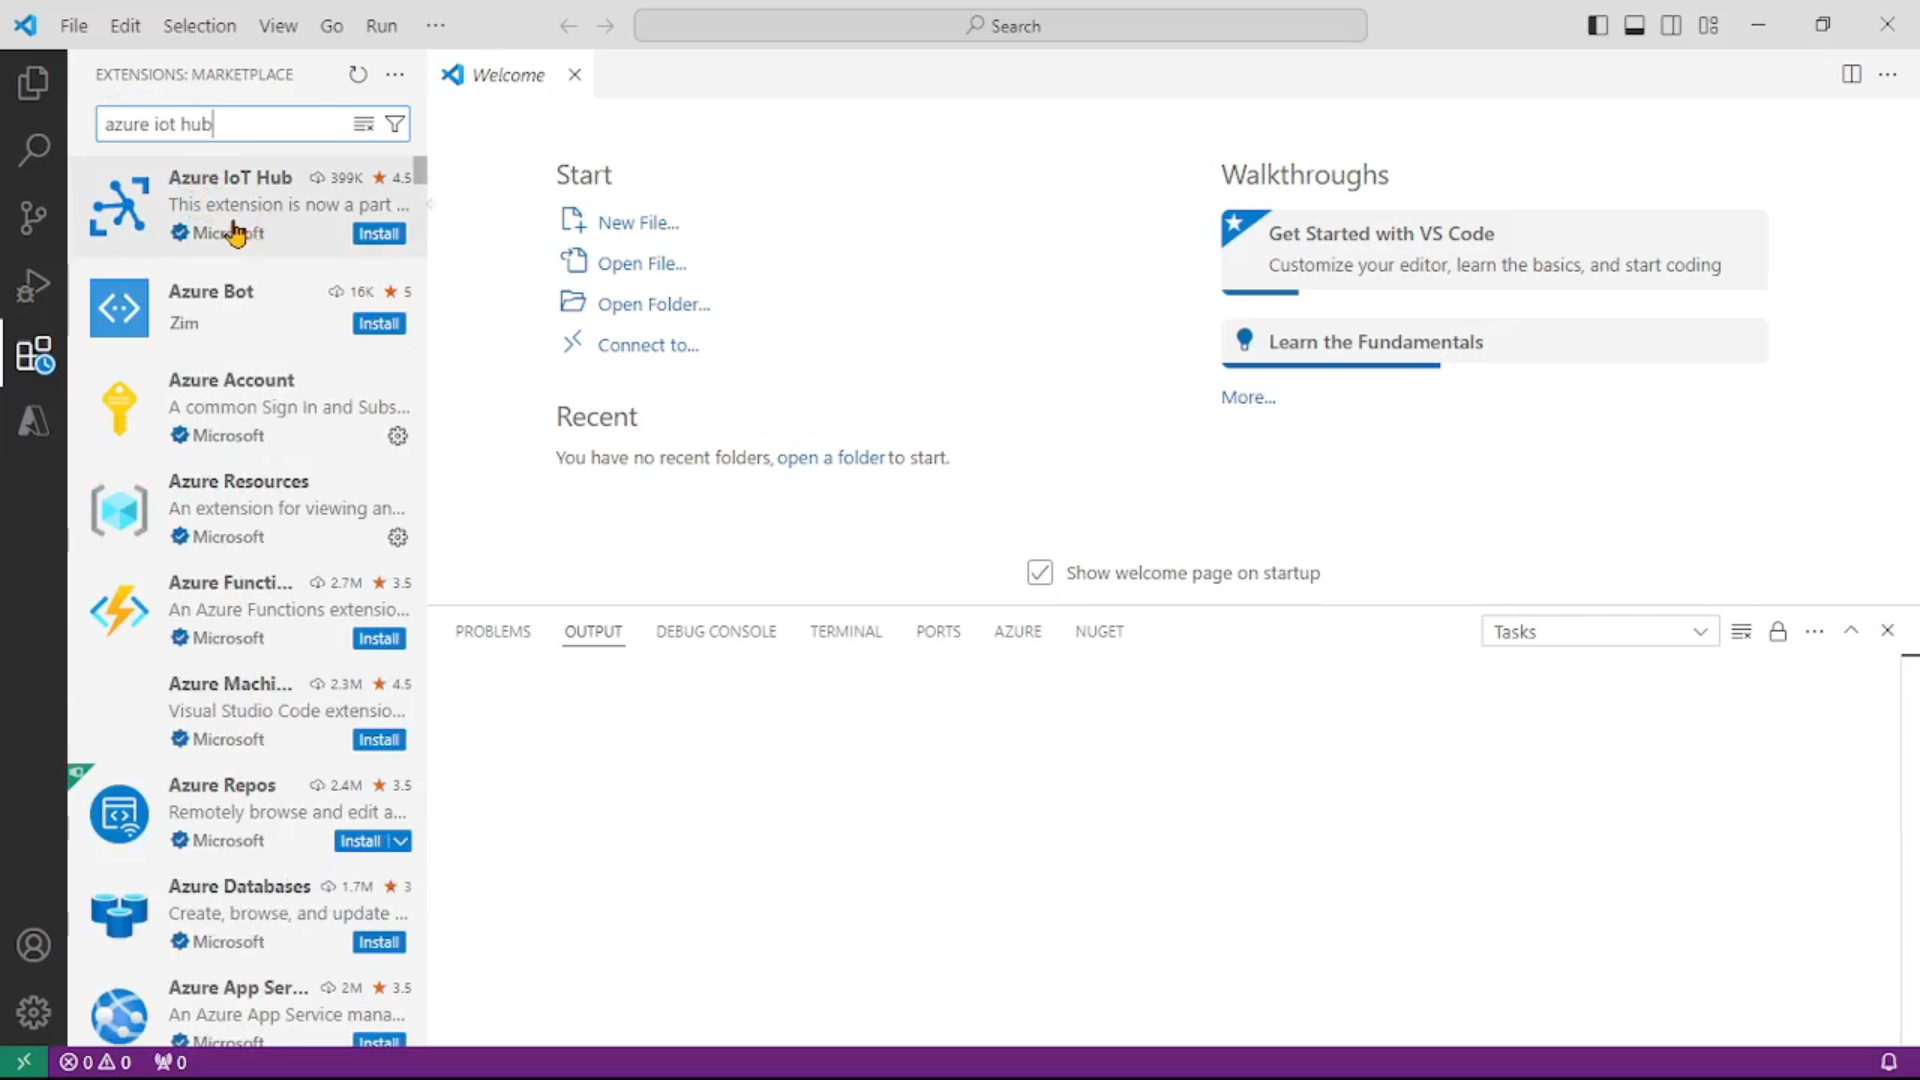 File Edit Selection View Go Run ···
Search
EXTENSIONS: MARKETPLACE
azure iot hub
Azure IoT Hub 399K 4.5
This extension is now a part ...
Microsoft Install
Azure Bot 16K 5
Zim Install
Azure Account
A common Sign In and Subs...
Microsoft
Azure Resources
An extension for viewing an...
Microsoft
Azure Functi... 2.7M 3.5
An Azure Functions extensio...
Microsoft Install
Azure Machi... 2.3M 4.5
Visual Studio Code extensio...
Microsoft Install
Azure Repos 2.4M 3.5
Remotely browse and edit a...
Microsoft Install
Azure Databases 1.7M 3
Create, browse, and update ...
Microsoft Install
Azure App Ser... 2M 3.5
An Azure App Service mana...
Microsoft Install
Welcome
Start
New File...
Open File...
Open Folder...
Connect to...
Recent
You have no recent folders, open a folder to start.
Walkthroughs
Get Started with VS Code
Customize your editor, learn the basics, and start coding
Learn the Fundamentals
More...
Show welcome page on startup
PROBLEMS OUTPUT DEBUG CONSOLE TERMINAL PORTS AZURE NUGET
Tasks
0 0 0